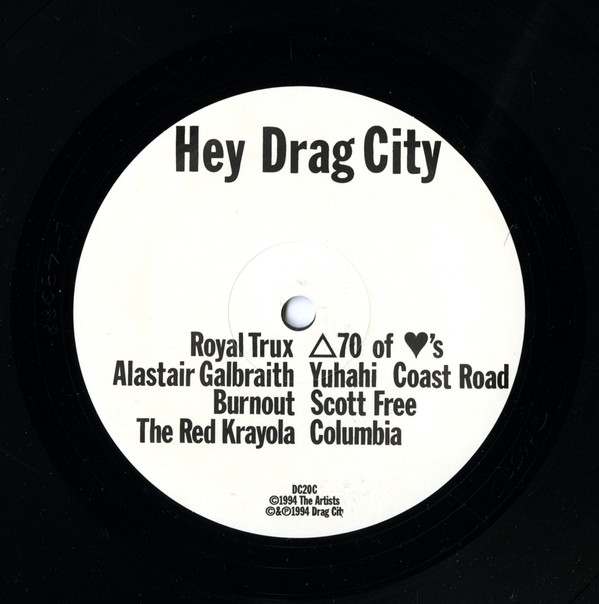 Hey Drag City
Royal Trux △70 of ♥'s
Alastair Galbraith Yuhahi Coast Road
Burnout Scott Free
The Red Krayola Columbia
DC20C
©1994 The Artists
©&℗1994 Drag City